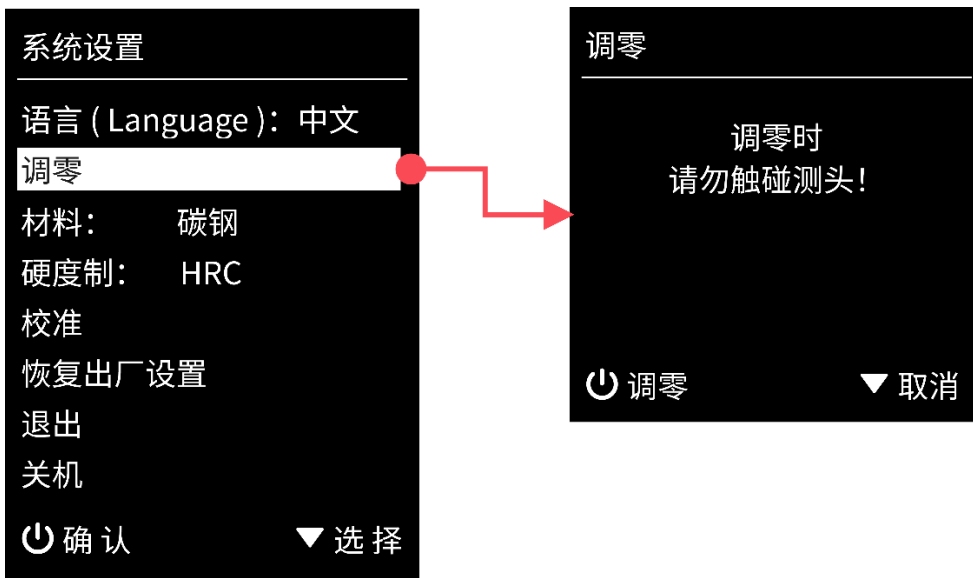 系统设置
语言 ( Language )：中文
调零
材料： 碳钢
硬度制： HRC
校准
恢复出厂设置
退出
关机
确 认 ▼ 选 择
调零
调零时
请勿触碰测头！
调零 ▼ 取消